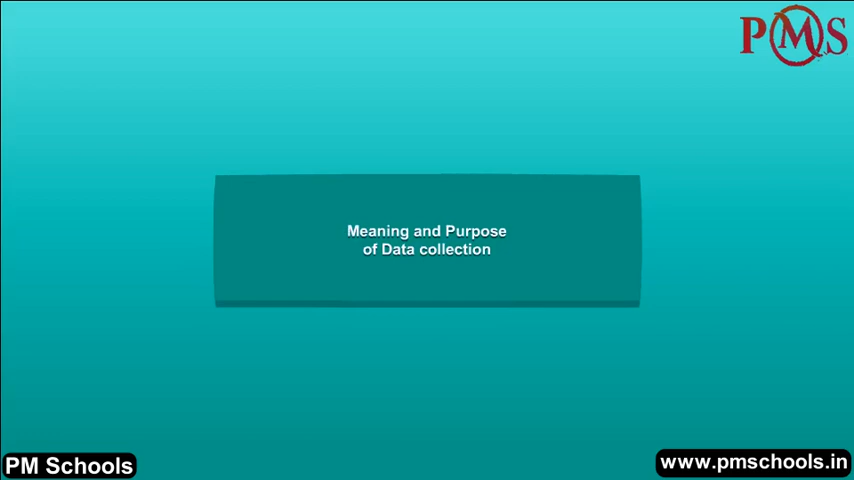 PMS
Meaning and Purpose
of Data collection
PM Schools
www.pmschools.in